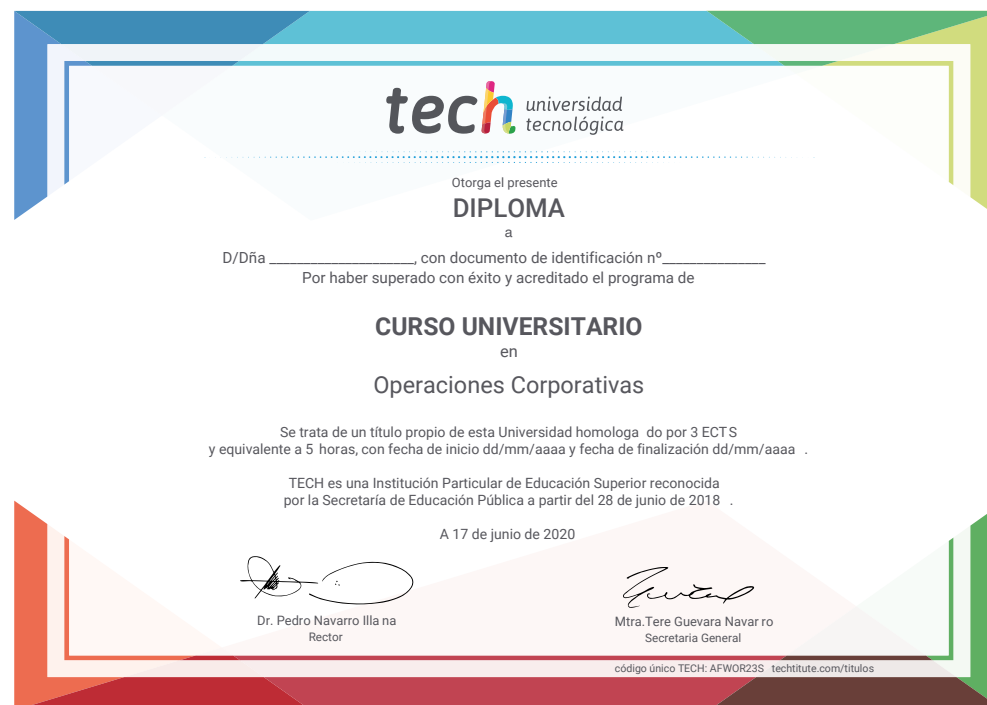 tech universidad
tecnológica
Otorga el presente
DIPLOMA
a
D/Dña ______________________, con documento de identificación nº________________
Por haber superado con éxito y acreditado el programa de
CURSO UNIVERSITARIO
en
Operaciones Corporativas
Se trata de un título propio de esta Universidad homologa do por 3 ECTS
y equivalente a 5 horas, con fecha de inicio dd/mm/aaaa y fecha de finalización dd/mm/aaaa .
TECH es una Institución Particular de Educación Superior reconocida
por la Secretaría de Educación Pública a partir del 28 de junio de 2018 .
A 17 de junio de 2020
Dr. Pedro Navarro Illa na
Rector
Mtra.Tere Guevara Navar ro
Secretaria General
código único TECH: AFWOR23S techtitute.com/titulos